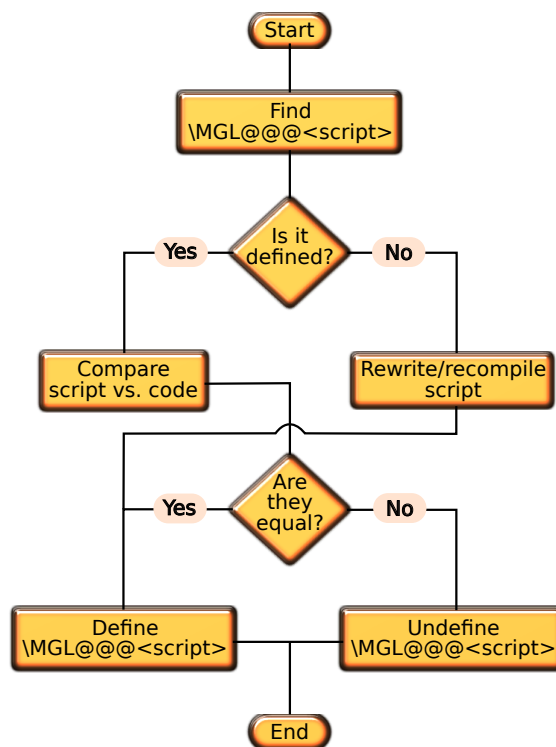 Start
Find
\MGL@@@<script>
Is it
defined?
Yes
No
Compare
script vs. code
Rewrite/recompile
script
Are
they
equal?
Yes
No
Define
\MGL@@@<script>
Undefine
\MGL@@@<script>
End